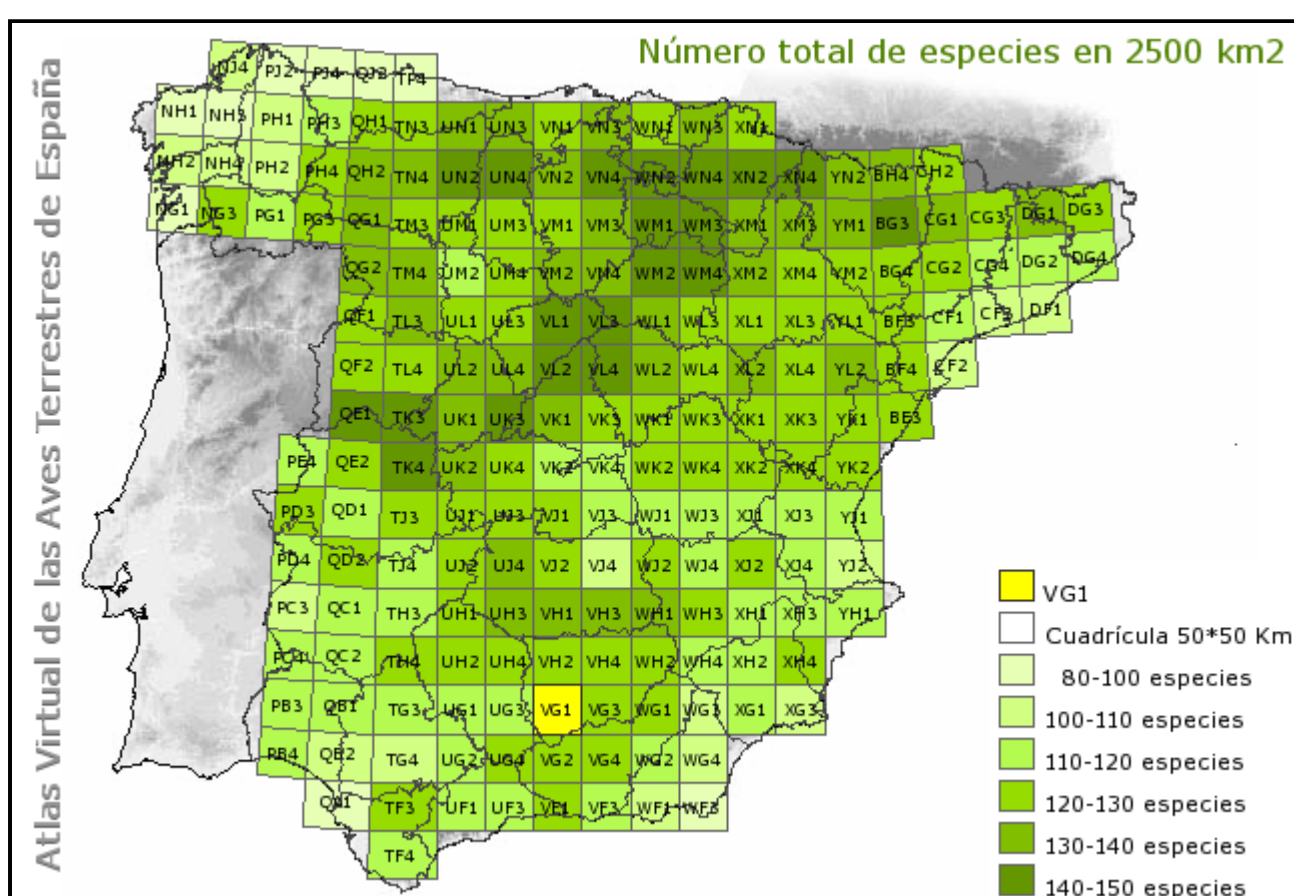 Número total de especies en 2500 km2
Atlas Virtual de las Aves Terrestres de España
NJ4 PJ2 PJ4 QJ2 TP4
NH1 NH3 PH1 PH3 QH1 TN3 UN1 UN3 VN1 VN3 WN1 WN3 XN1
NH2 NH4 PH2 PH4 QH2 TN4 UN2 UN4 VN2 VN4 WN2 WN4 XN2 XN4 YN2 BH4 CH2
NG1 NG3 PG1 PG3 QG1 TM3 UM1 UM3 VM1 VM3 WM1 WM3 XM1 XM3 YM1 BG3 CG1 CG3 DG1 DG3
QG2 TM4 UM2 UM4 VM2 VM4 WM2 WM4 XM2 XM4 YM2 BG4 CG2 CG4 DG2 DG4
QF1 TL3 UL1 UL3 VL1 VL3 WL1 WL3 XL1 XL3 YL1 BF3 CF1 CF3 DF1
QF2 TL4 UL2 UL4 VL2 VL4 WL2 WL4 XL2 XL4 YL2 BF4 CF2
QE1 TK3 UK1 UK3 VK1 VK3 WK1 WK3 XK1 XK3 YK1 BE3
PE4 QE2 TK4 UK2 UK4 VK2 VK4 WK2 WK4 XK2 XK4 YK2
PD3 QD1 TJ3 UJ1 UJ3 VJ1 VJ3 WJ1 WJ3 XJ1 XJ3 YJ1
PD4 QD2 TJ4 UJ2 UJ4 VJ2 VJ4 WJ2 WJ4 XJ2 XJ4 YJ2
PC3 QC1 TH3 UH1 UH3 VH1 VH3 WH1 WH3 XH1 XH3 YH1
PC4 QC2 TH4 UH2 UH4 VH2 VH4 WH2 WH4 XH2 XH4
PB3 QB1 TG3 UG1 UG3 VG1 VG3 WG1 WG3 XG1 XG3
PB4 QB2 TG4 UG2 UG4 VG2 VG4 WG2 WG4
QA1 TF3 UF1 UF3 VF1 VF3 WF1 WF3
TF4
VG1
Cuadrícula 50*50 Km
80-100 especies
100-110 especies
110-120 especies
120-130 especies
130-140 especies
140-150 especies